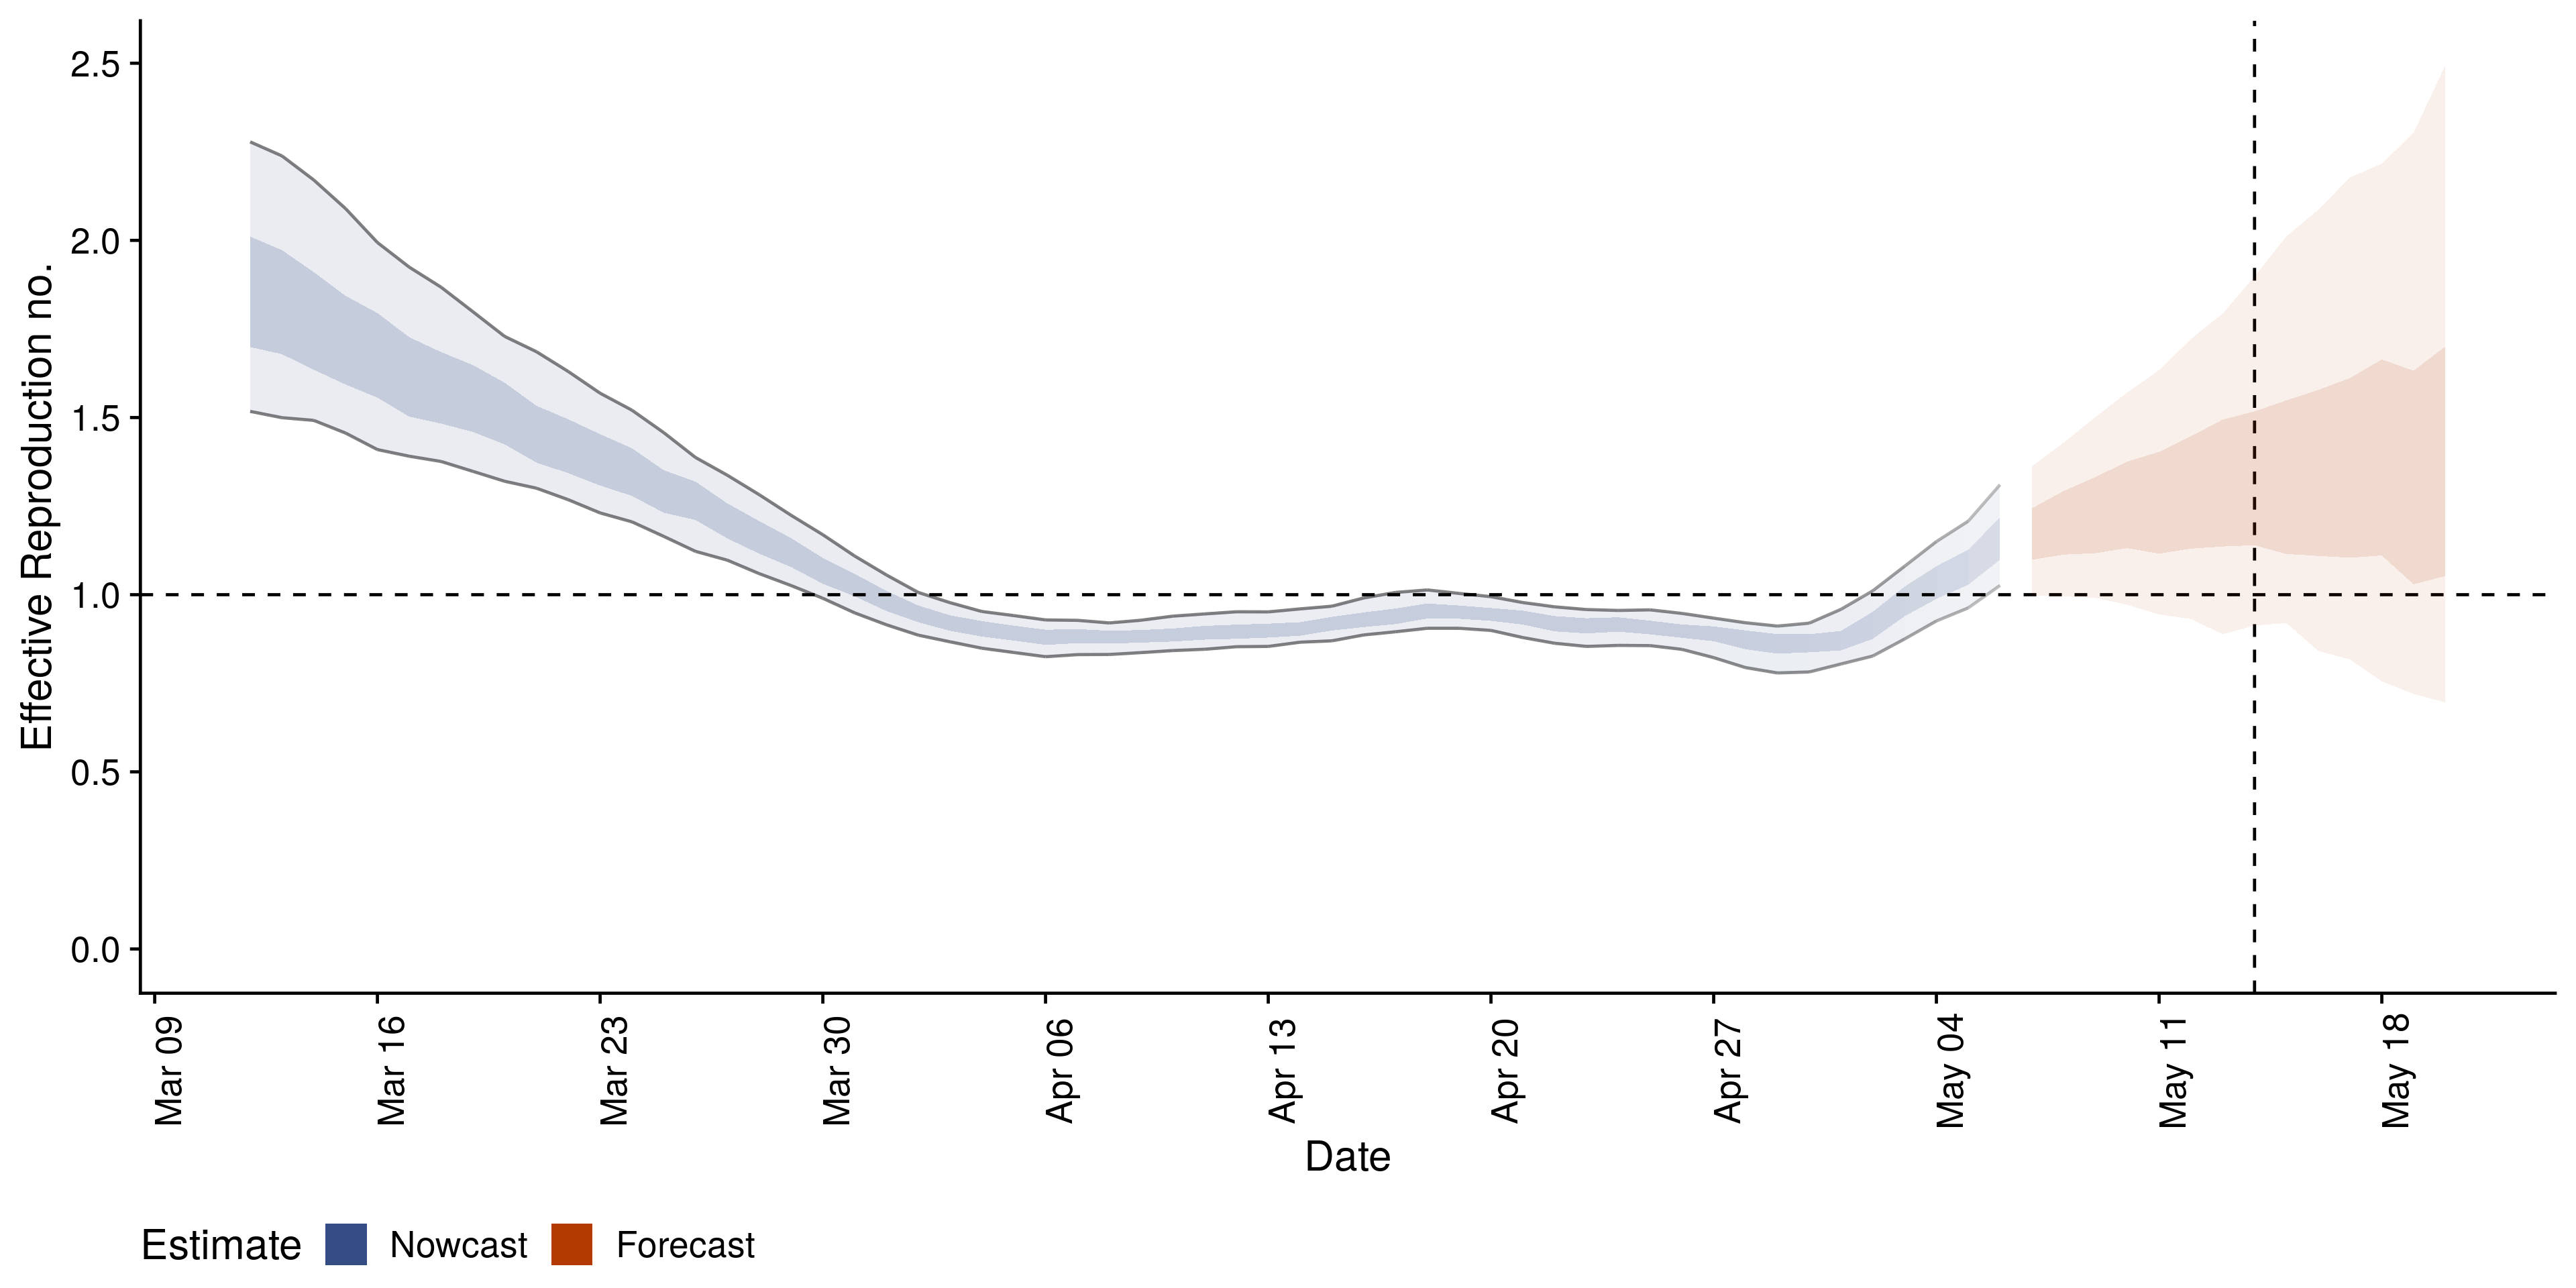 Effective Reproduction no.
2.5
2.0
1.5
1.0
0.5
0.0
Mar 09
Mar 16
Mar 23
Mar 30
Apr 06
Apr 13
Apr 20
Apr 27
May 04
May 11
May 18
Date
Estimate Nowcast Forecast